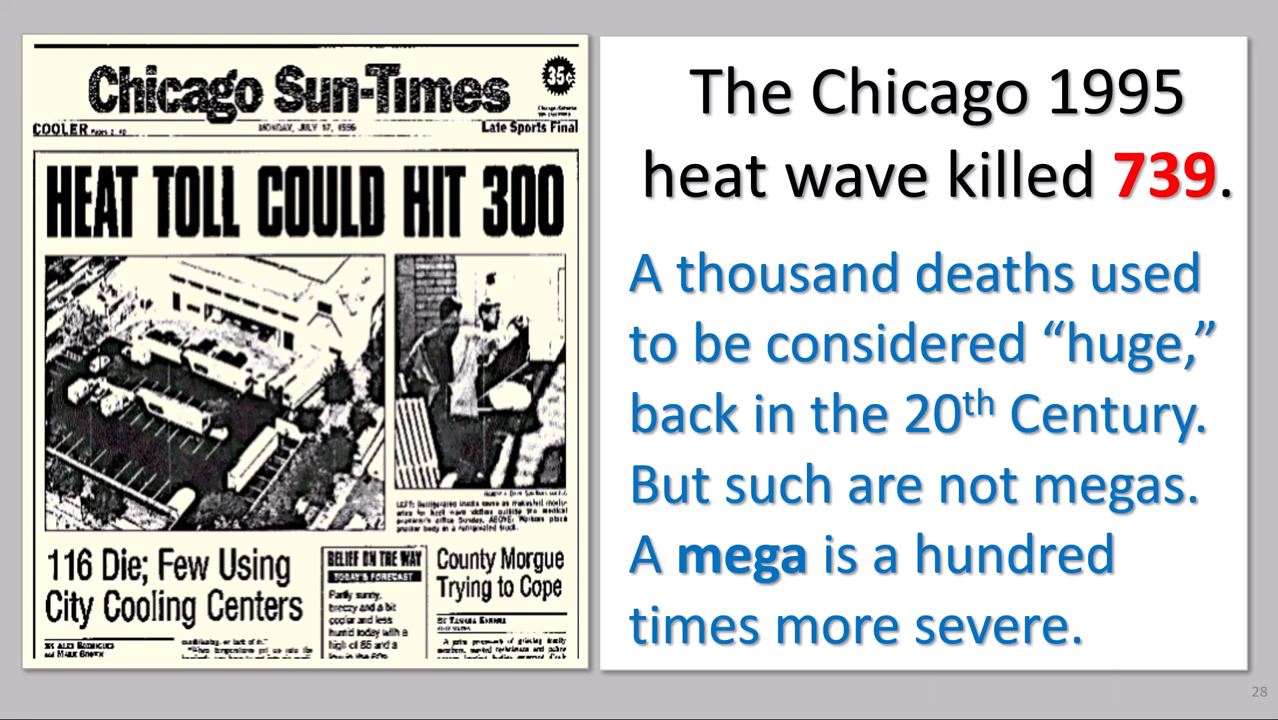 Chicago Sun-Times
35¢
COOLER
MONDAY, JULY 17, 1995
Late Sports Final
HEAT TOLL COULD HIT 300
116 Die; Few Using
City Cooling Centers
RELIEF ON THE WAY
TODAY'S FORECAST
Partly sunny,
breezy and a bit
cooler and less
humid today with a
high of 85 and a
low in the 60s
County Morgue
Trying to Cope
The Chicago 1995
heat wave killed 739.
A thousand deaths used
to be considered “huge,”
back in the 20th Century.
But such are not megas.
A mega is a hundred
times more severe.
28